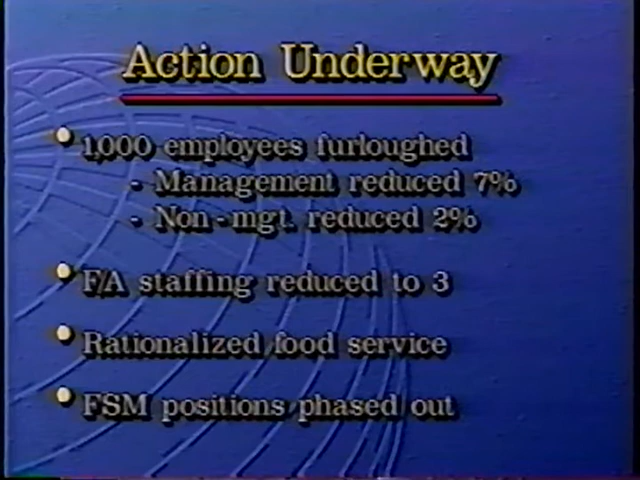 Action Underway
• 1,000 employees furloughed
- Management reduced 7%
- Non-mgt. reduced 2%
• F/A staffing reduced to 3
• Rationalized food service
• FSM positions phased out